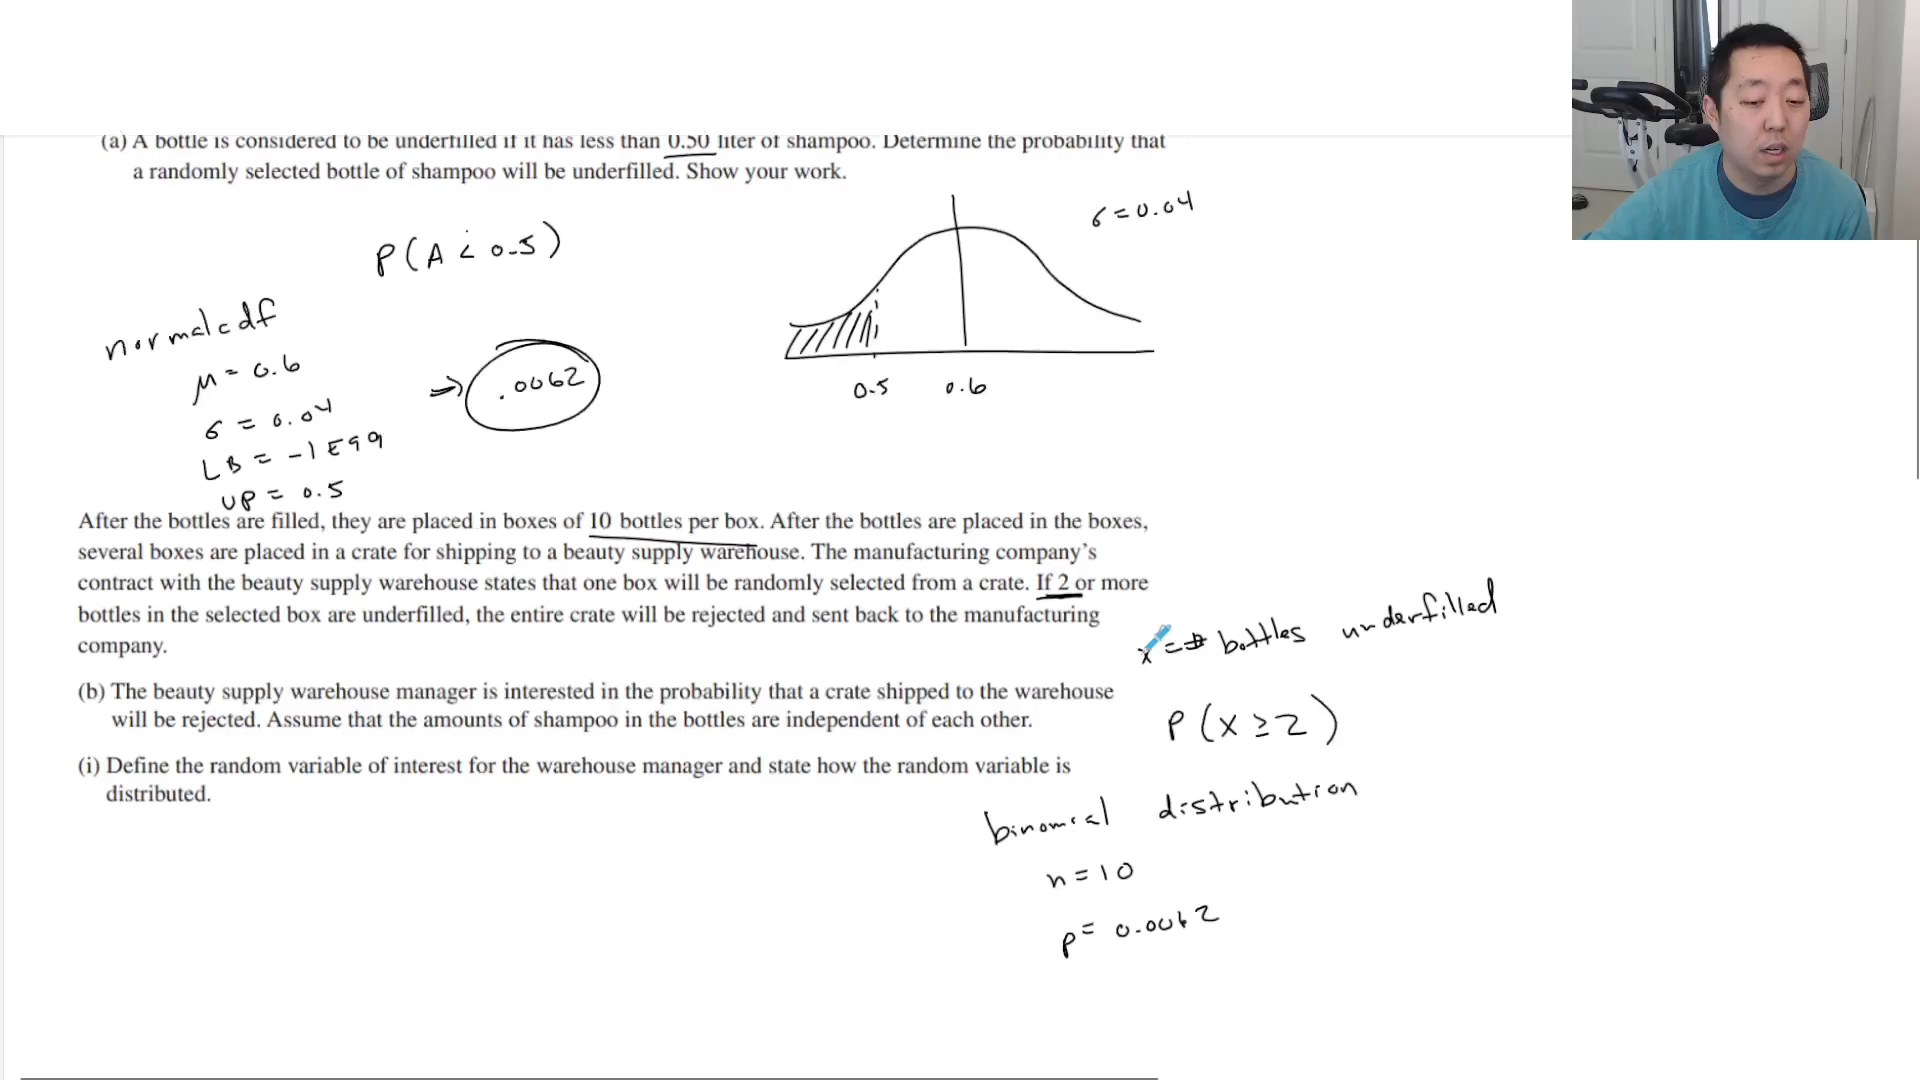 (a) A bottle is considered to be underfilled if it has less than 0.50 liter of shampoo. Determine the probability that
a randomly selected bottle of shampoo will be underfilled. Show your work.
σ = 0.04
P(A < 0.5)
normalcdf
μ = 0.6
σ = 0.04
LB = -1E99
UP = 0.5
⇒ .0062
0.5 0.6
After the bottles are filled, they are placed in boxes of 10 bottles per box. After the bottles are placed in the boxes,
several boxes are placed in a crate for shipping to a beauty supply warehouse. The manufacturing company’s
contract with the beauty supply warehouse states that one box will be randomly selected from a crate. If 2 or more
bottles in the selected box are underfilled, the entire crate will be rejected and sent back to the manufacturing
company.
x = # bottles underfilled
(b) The beauty supply warehouse manager is interested in the probability that a crate shipped to the warehouse
will be rejected. Assume that the amounts of shampoo in the bottles are independent of each other.
P(X ≥ 2)
(i) Define the random variable of interest for the warehouse manager and state how the random variable is
distributed.
binomial distribution
n = 10
p = 0.0062